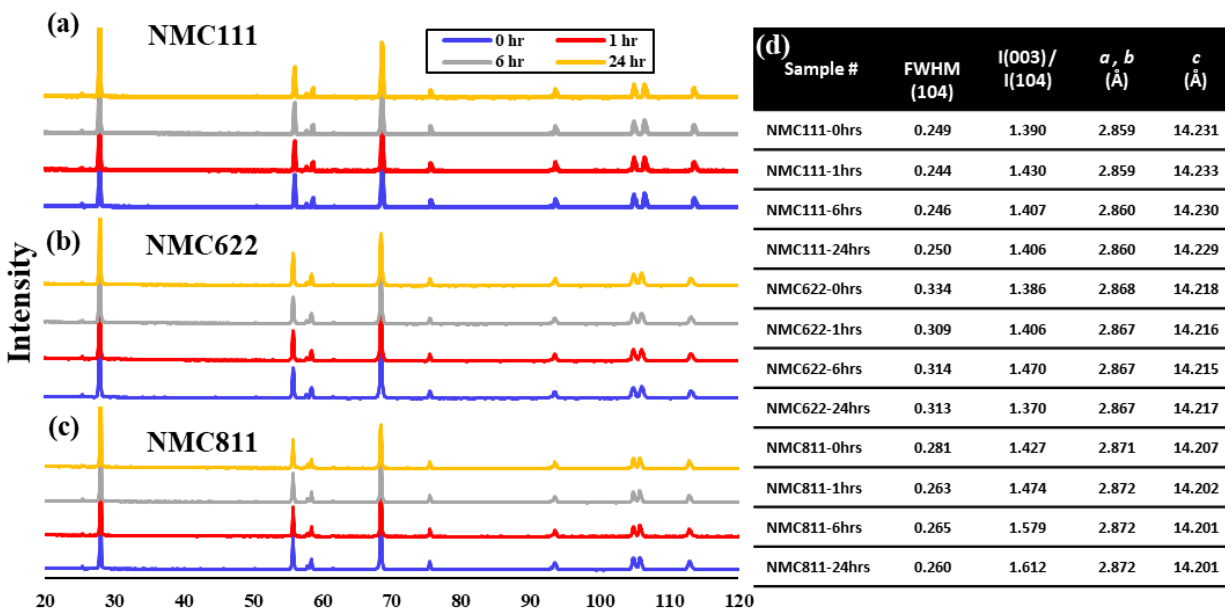 (a)
NMC111
0 hr 1 hr
6 hr 24 hr
(b)
NMC622
(c)
NMC811
Intensity
20 30 40 50 60 70 80 90 100 110 120
(d)
Sample # FWHM (104) I(003)/ I(104) a, b (Å) c (Å)
NMC111-0hrs 0.249 1.390 2.859 14.231
NMC111-1hrs 0.244 1.430 2.859 14.233
NMC111-6hrs 0.246 1.407 2.860 14.230
NMC111-24hrs 0.250 1.406 2.860 14.229
NMC622-0hrs 0.334 1.386 2.868 14.218
NMC622-1hrs 0.309 1.406 2.867 14.216
NMC622-6hrs 0.314 1.470 2.867 14.215
NMC622-24hrs 0.313 1.370 2.867 14.217
NMC811-0hrs 0.281 1.427 2.871 14.207
NMC811-1hrs 0.263 1.474 2.872 14.202
NMC811-6hrs 0.265 1.579 2.872 14.201
NMC811-24hrs 0.260 1.612 2.872 14.201